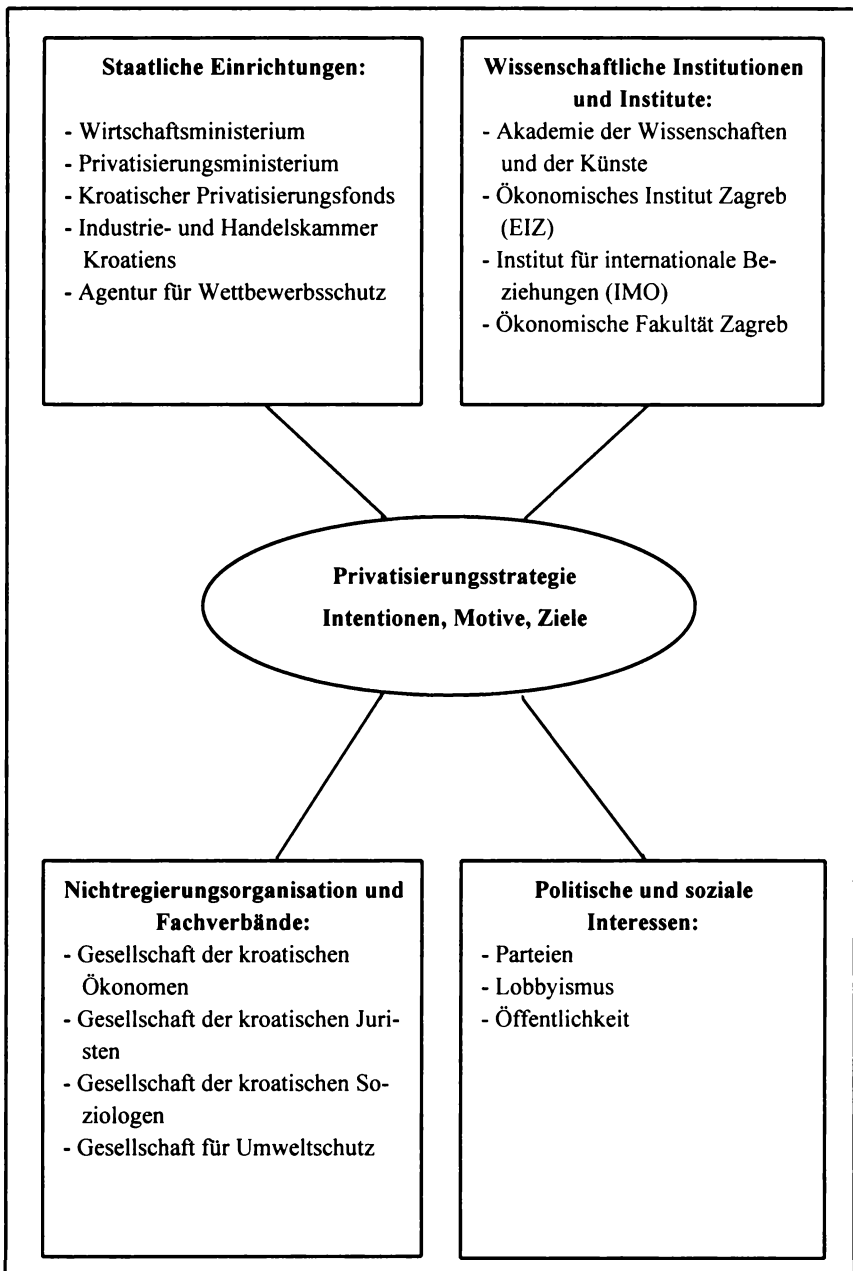 Staatliche Einrichtungen:
- Wirtschaftsministerium
- Privatisierungsministerium
- Kroatischer Privatisierungsfonds
- Industrie- und Handelskammer
Kroatiens
- Agentur für Wettbewerbsschutz
Wissenschaftliche Institutionen
und Institute:
- Akademie der Wissenschaften
und der Künste
- Ökonomisches Institut Zagreb
(EIZ)
- Institut für internationale Be-
ziehungen (IMO)
- Ökonomische Fakultät Zagreb
Privatisierungsstrategie
Intentionen, Motive, Ziele
Nichtregierungsorganisation und
Fachverbände:
- Gesellschaft der kroatischen
Ökonomen
- Gesellschaft der kroatischen Juri-
sten
- Gesellschaft der kroatischen So-
ziologen
- Gesellschaft für Umweltschutz
Politische und soziale
Interessen:
- Parteien
- Lobbyismus
- Öffentlichkeit